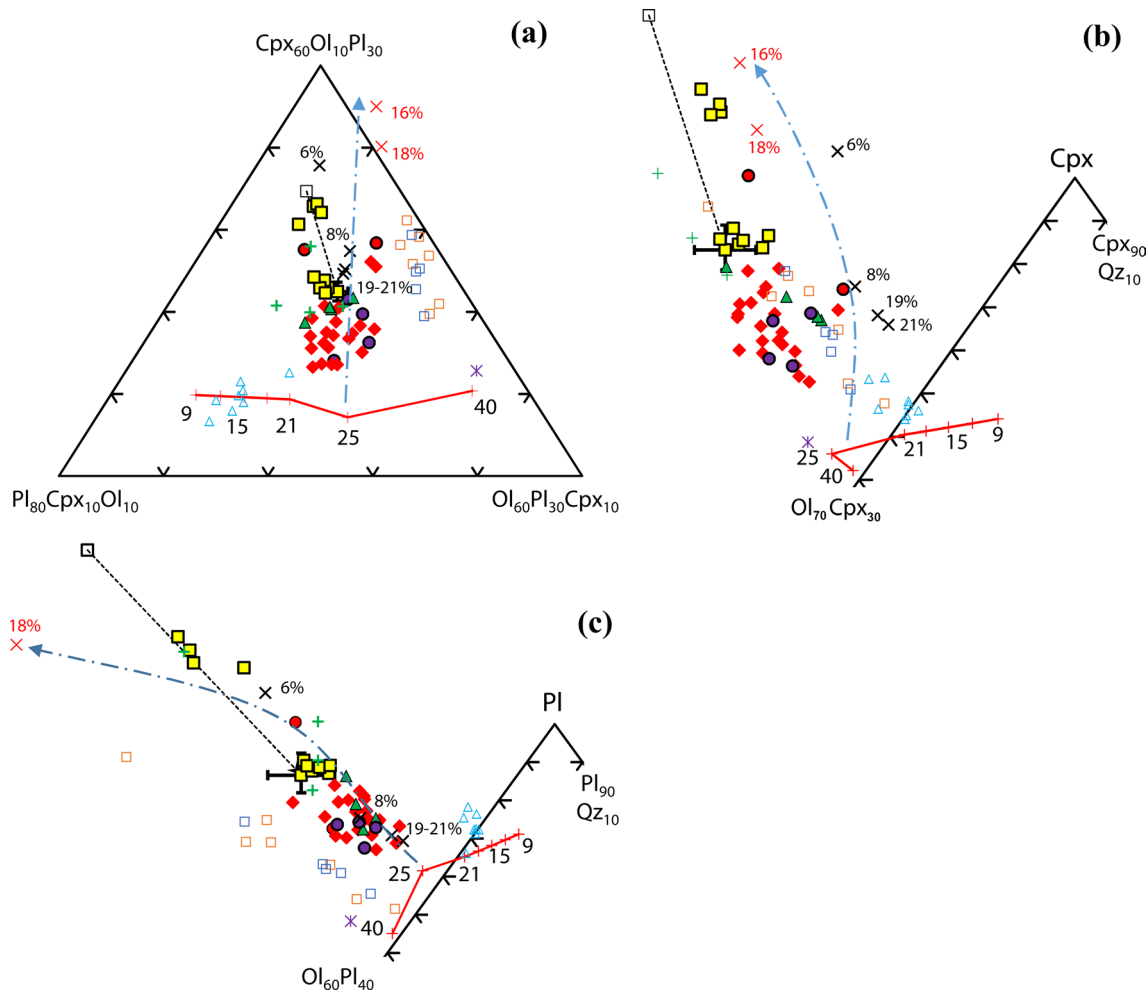 (a)
Cpx₆₀Ol₁₀Pl₃₀
16%
18%
6%
8%
19-21%
9
15
21
25
40
Pl₈₀Cpx₁₀Ol₁₀
Ol₆₀Pl₃₀Cpx₁₀
(b)
16%
18%
6%
Cpx
Cpx₉₀
Qz₁₀
8%
19%
21%
25
40
21
15
9
Ol₇₀Cpx₃₀
(c)
18%
6%
Pl
Pl₉₀
Qz₁₀
8%
19-21%
25
21
15
9
40
Ol₆₀Pl₄₀